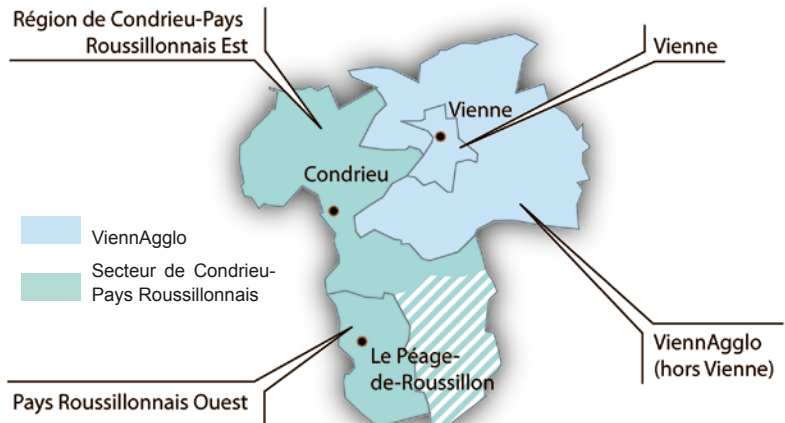 Région de Condrieu-Pays
Roussillonnais Est
Vienne
Vienne
Condrieu
ViennAgglo
Secteur de Condrieu-
Pays Roussillonnais
Le Péage-
de-Roussillon
ViennAgglo
(hors Vienne)
Pays Roussillonnais Ouest